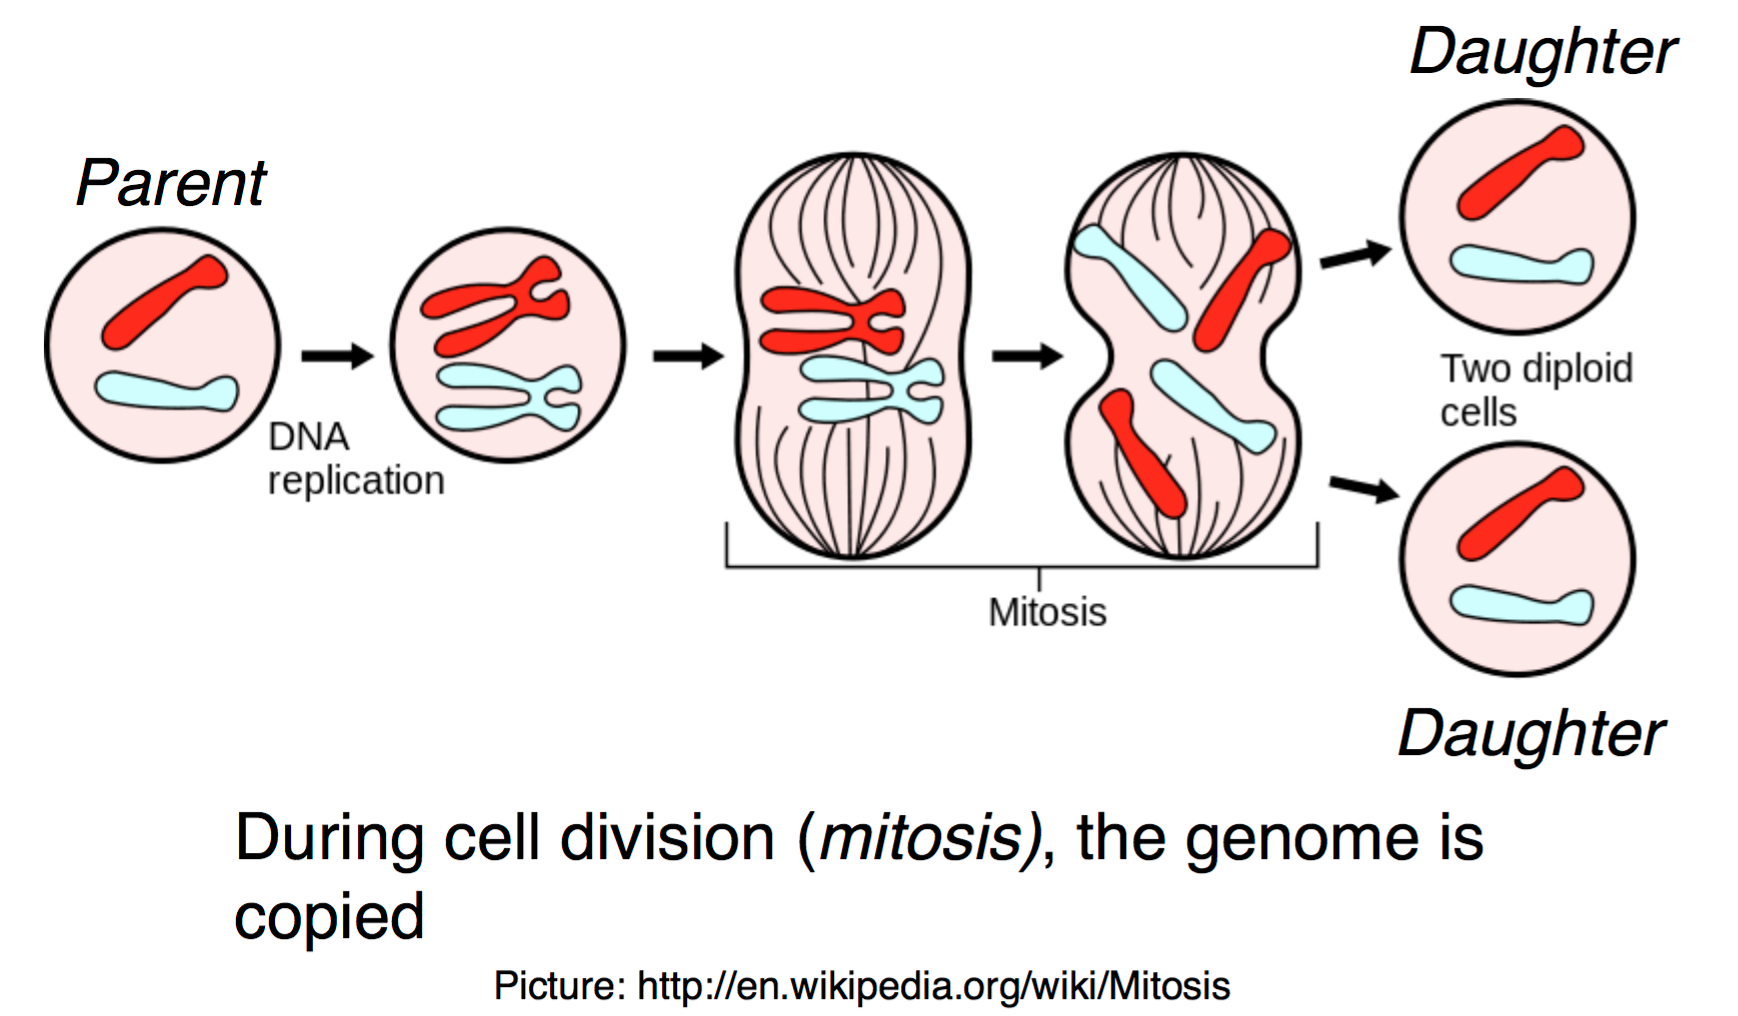 Daughter
Parent
DNA
replication
Two diploid
cells
Mitosis
Daughter
During cell division (mitosis), the genome is
copied
Picture: http://en.wikipedia.org/wiki/Mitosis